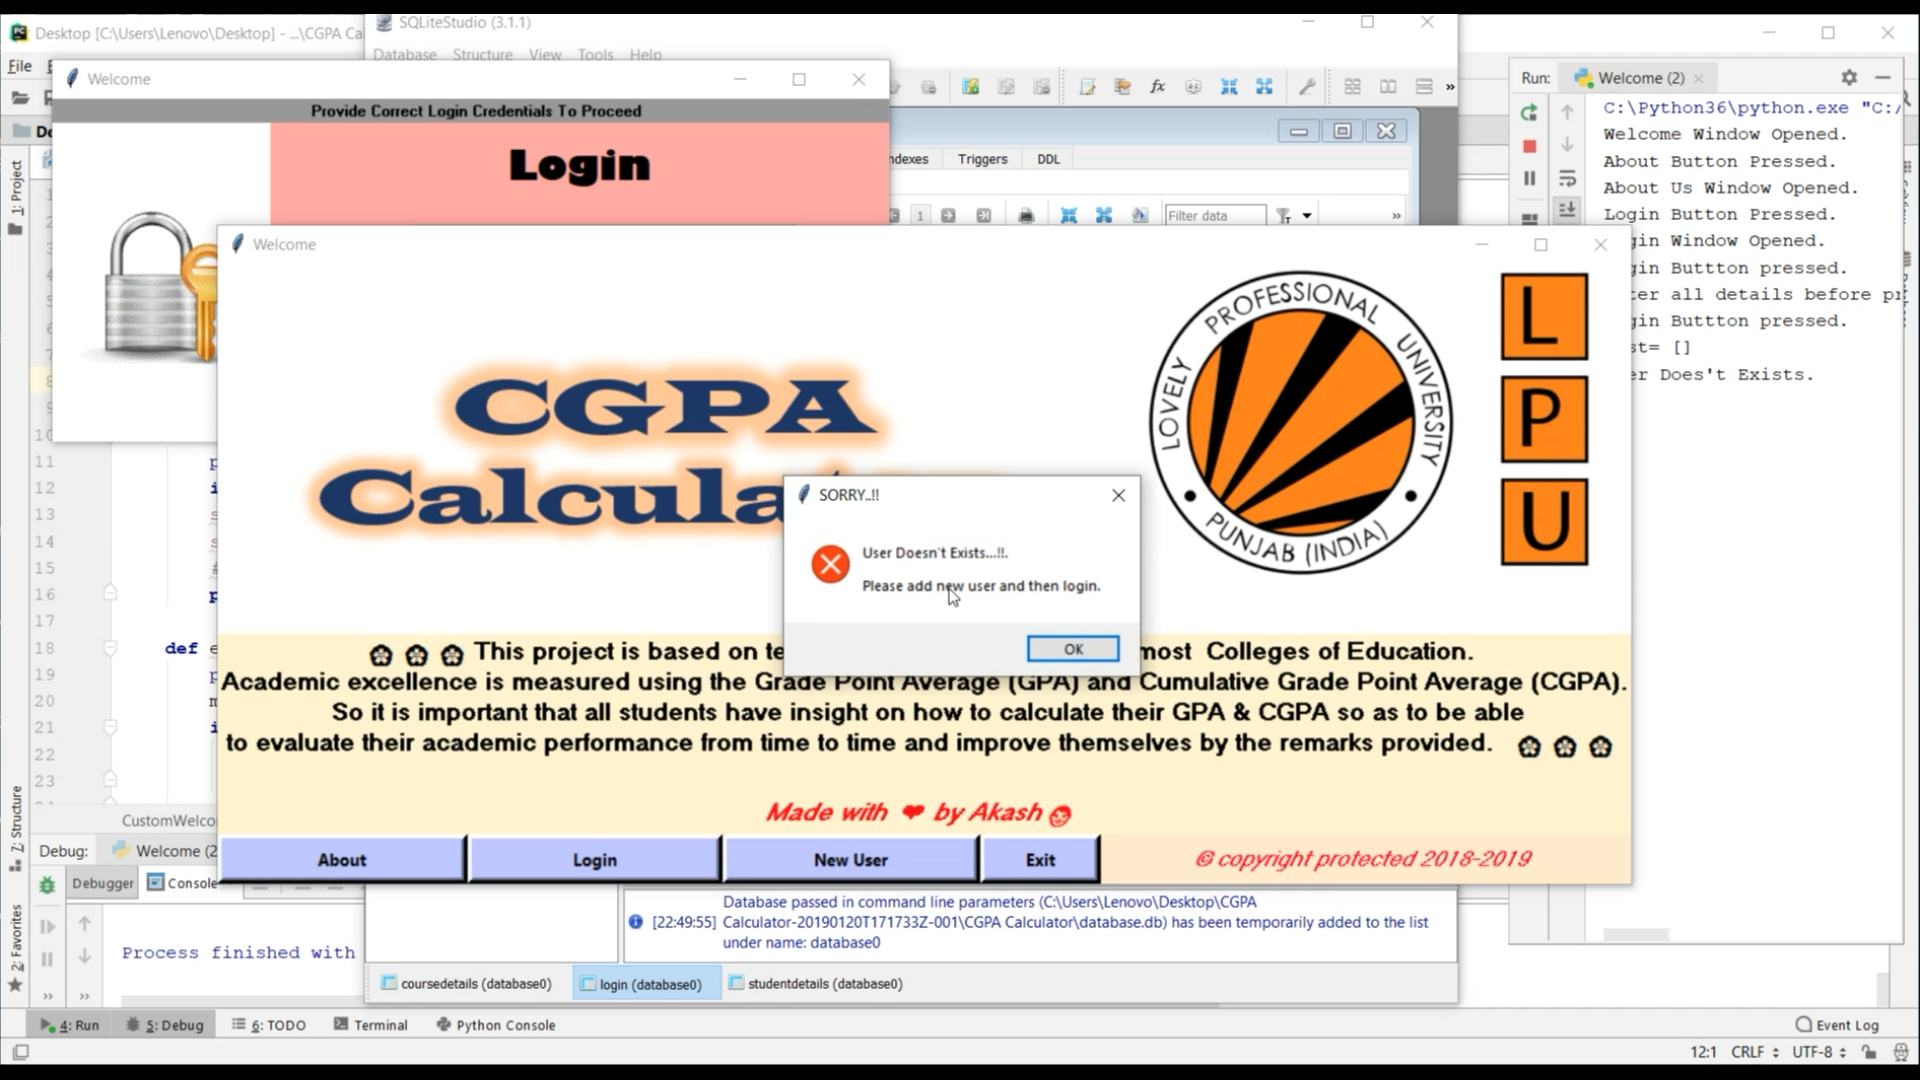 Desktop [C:\Users\Lenovo\Desktop] - ...\CGPA Ca
SQLiteStudio (3.1.1)
Database Structure View Tools Help
File
Welcome
Provide Correct Login Credentials To Proceed
Login
ndexes Triggers DDL
1
Filter data
»
»
1: Project
Run: Welcome (2)
C:\Python36\python.exe "C:/
Welcome Window Opened.
About Button Pressed.
About Us Window Opened.
Login Button Pressed.
gin Window Opened.
gin Buttton pressed.
ter all details before pr
gin Buttton pressed.
st= []
er Does't Exists.
Welcome
CGPA
Calcula
LOVELY PROFESSIONAL UNIVERSITY
PUNJAB (INDIA)
L
P
U
SORRY..!!
User Doesn't Exists...!!.
Please add new user and then login.
OK
This project is based on te
most Colleges of Education.
Academic excellence is measured using the Grade Point Average (GPA) and Cumulative Grade Point Average (CGPA).
So it is important that all students have insight on how to calculate their GPA & CGPA so as to be able
to evaluate their academic performance from time to time and improve themselves by the remarks provided.
Made with ❤ by Akash
About Login New User Exit
© copyright protected 2018-2019
10
11 p
12 i
13 s
14 s
15 #
16 p
17
18 def e
19 p
20 m
21 i
22
23
CustomWelco
7: Structure
2: Favorites
Debug: Welcome (2
Debugger Console
Process finished with
Database passed in command line parameters (C:\Users\Lenovo\Desktop\CGPA
[22:49:55] Calculator-20190120T171733Z-001\CGPA Calculator\database.db) has been temporarily added to the list
under name: database0
coursedetails (database0) login (database0) studentdetails (database0)
» »
4: Run 5: Debug 6: TODO Terminal Python Console
Event Log
12:1 CRLF UTF-8